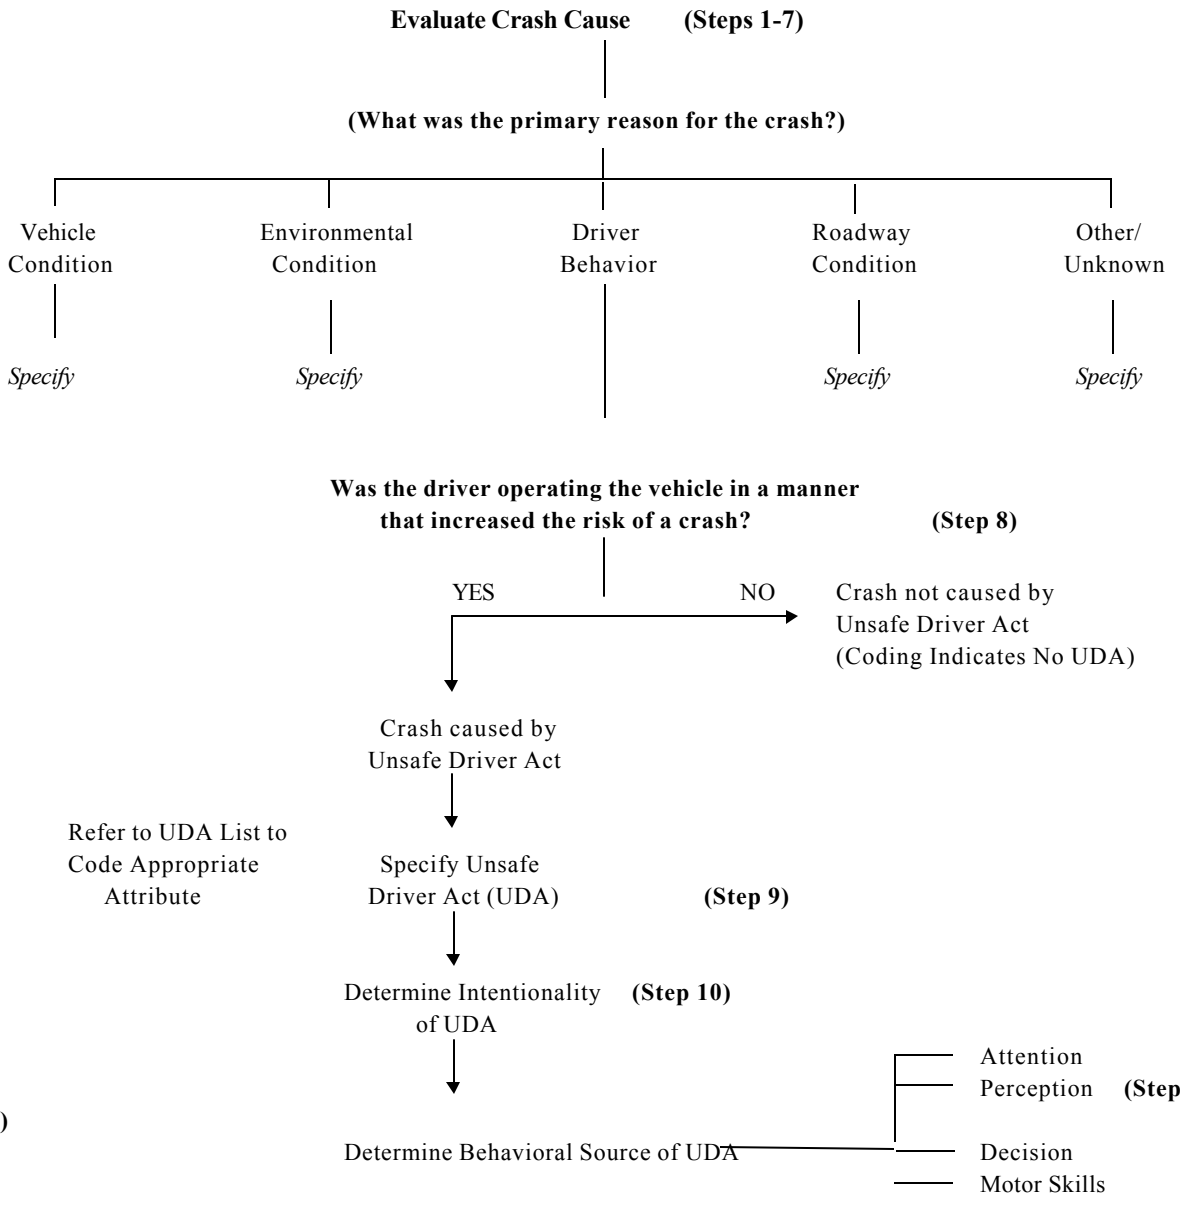 Evaluate Crash Cause (Steps 1-7)
(What was the primary reason for the crash?)
Vehicle Condition
Environmental Condition
Driver Behavior
Roadway Condition
Other/ Unknown
Specify
Specify
Specify
Specify
Was the driver operating the vehicle in a manner
that increased the risk of a crash? (Step 8)
YES
NO
Crash not caused by
Unsafe Driver Act
(Coding Indicates No UDA)
Crash caused by
Unsafe Driver Act
Refer to UDA List to
Code Appropriate
Attribute
Specify Unsafe
Driver Act (UDA) (Step 9)
Determine Intentionality (Step 10)
of UDA
Attention
Perception (Step
)
Determine Behavioral Source of UDA
Decision
Motor Skills